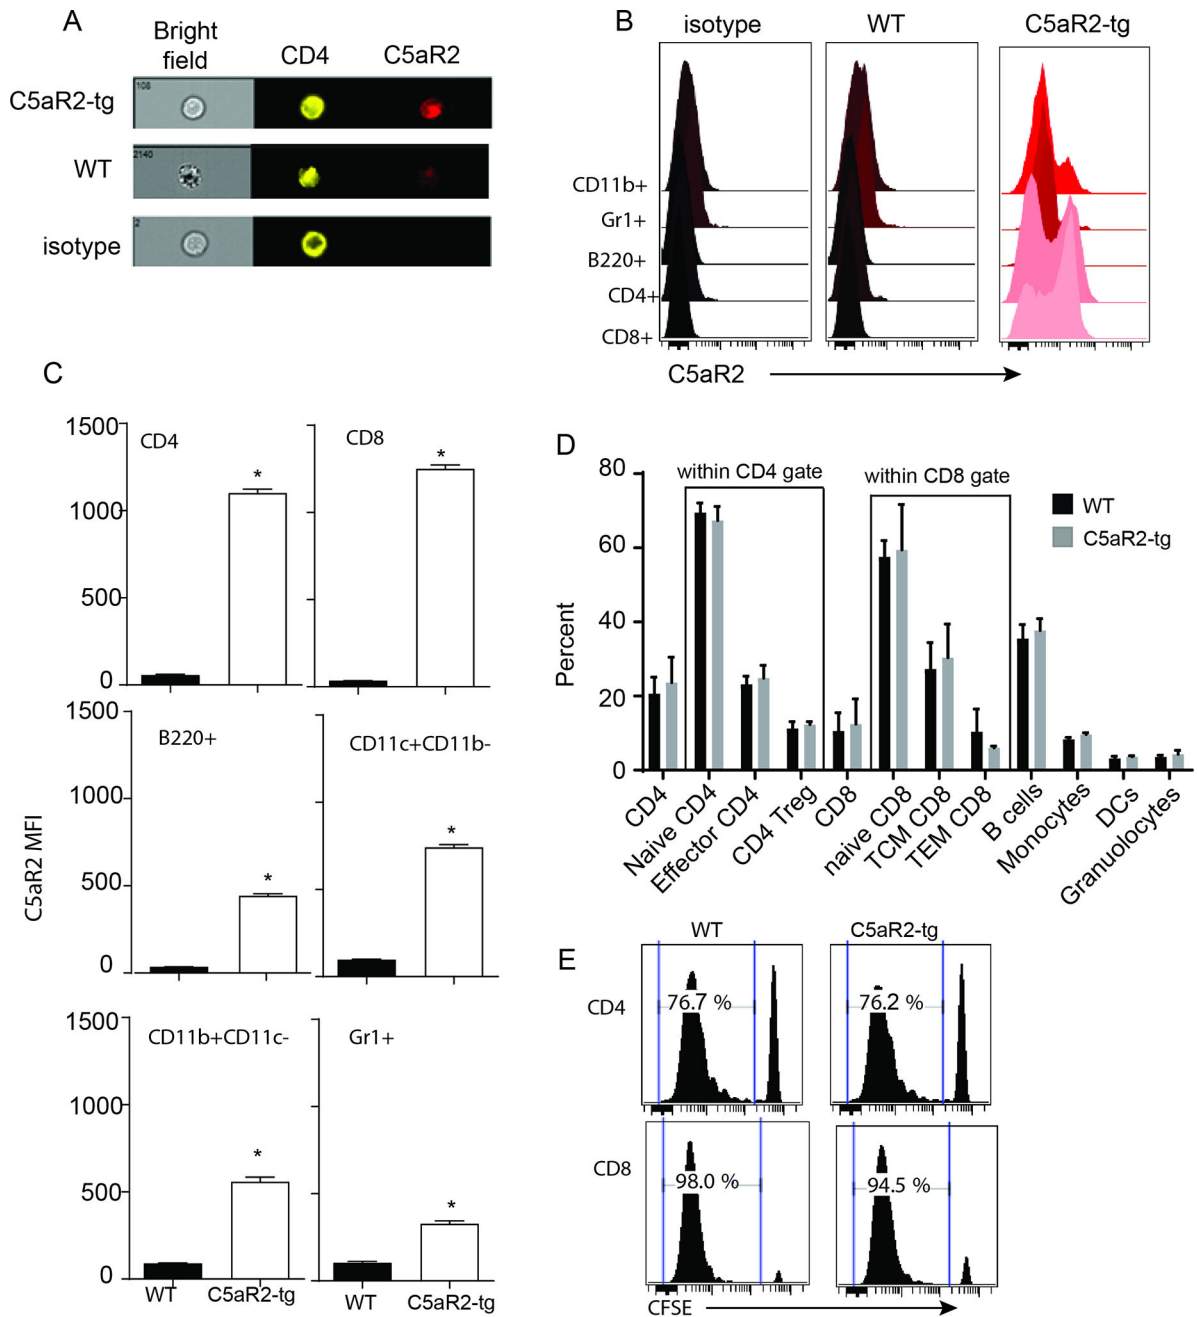 A
Bright
field
CD4
C5aR2
C5aR2-tg
108
WT
2140
isotype
2
B
isotype
WT
C5aR2-tg
CD11b+
Gr1+
B220+
CD4+
CD8+
C5aR2
C
1500
1000
500
0
CD4
*
CD8
*
1500
1000
500
0
B220+
*
CD11c+CD11b-
*
C5aR2 MFI
1500
1000
500
0
CD11b+CD11c-
*
Gr1+
*
WT
C5aR2-tg
WT
C5aR2-tg
D
80
60
40
20
0
Percent
within CD4 gate
within CD8 gate
WT
C5aR2-tg
CD4
Naive CD4
Effector CD4
CD4 Treg
CD8
naive CD8
TCM CD8
TEM CD8
B cells
Monocytes
DCs
Granuolocytes
E
WT
C5aR2-tg
CD4
76.7 %
76.2 %
CD8
98.0 %
94.5 %
CFSE